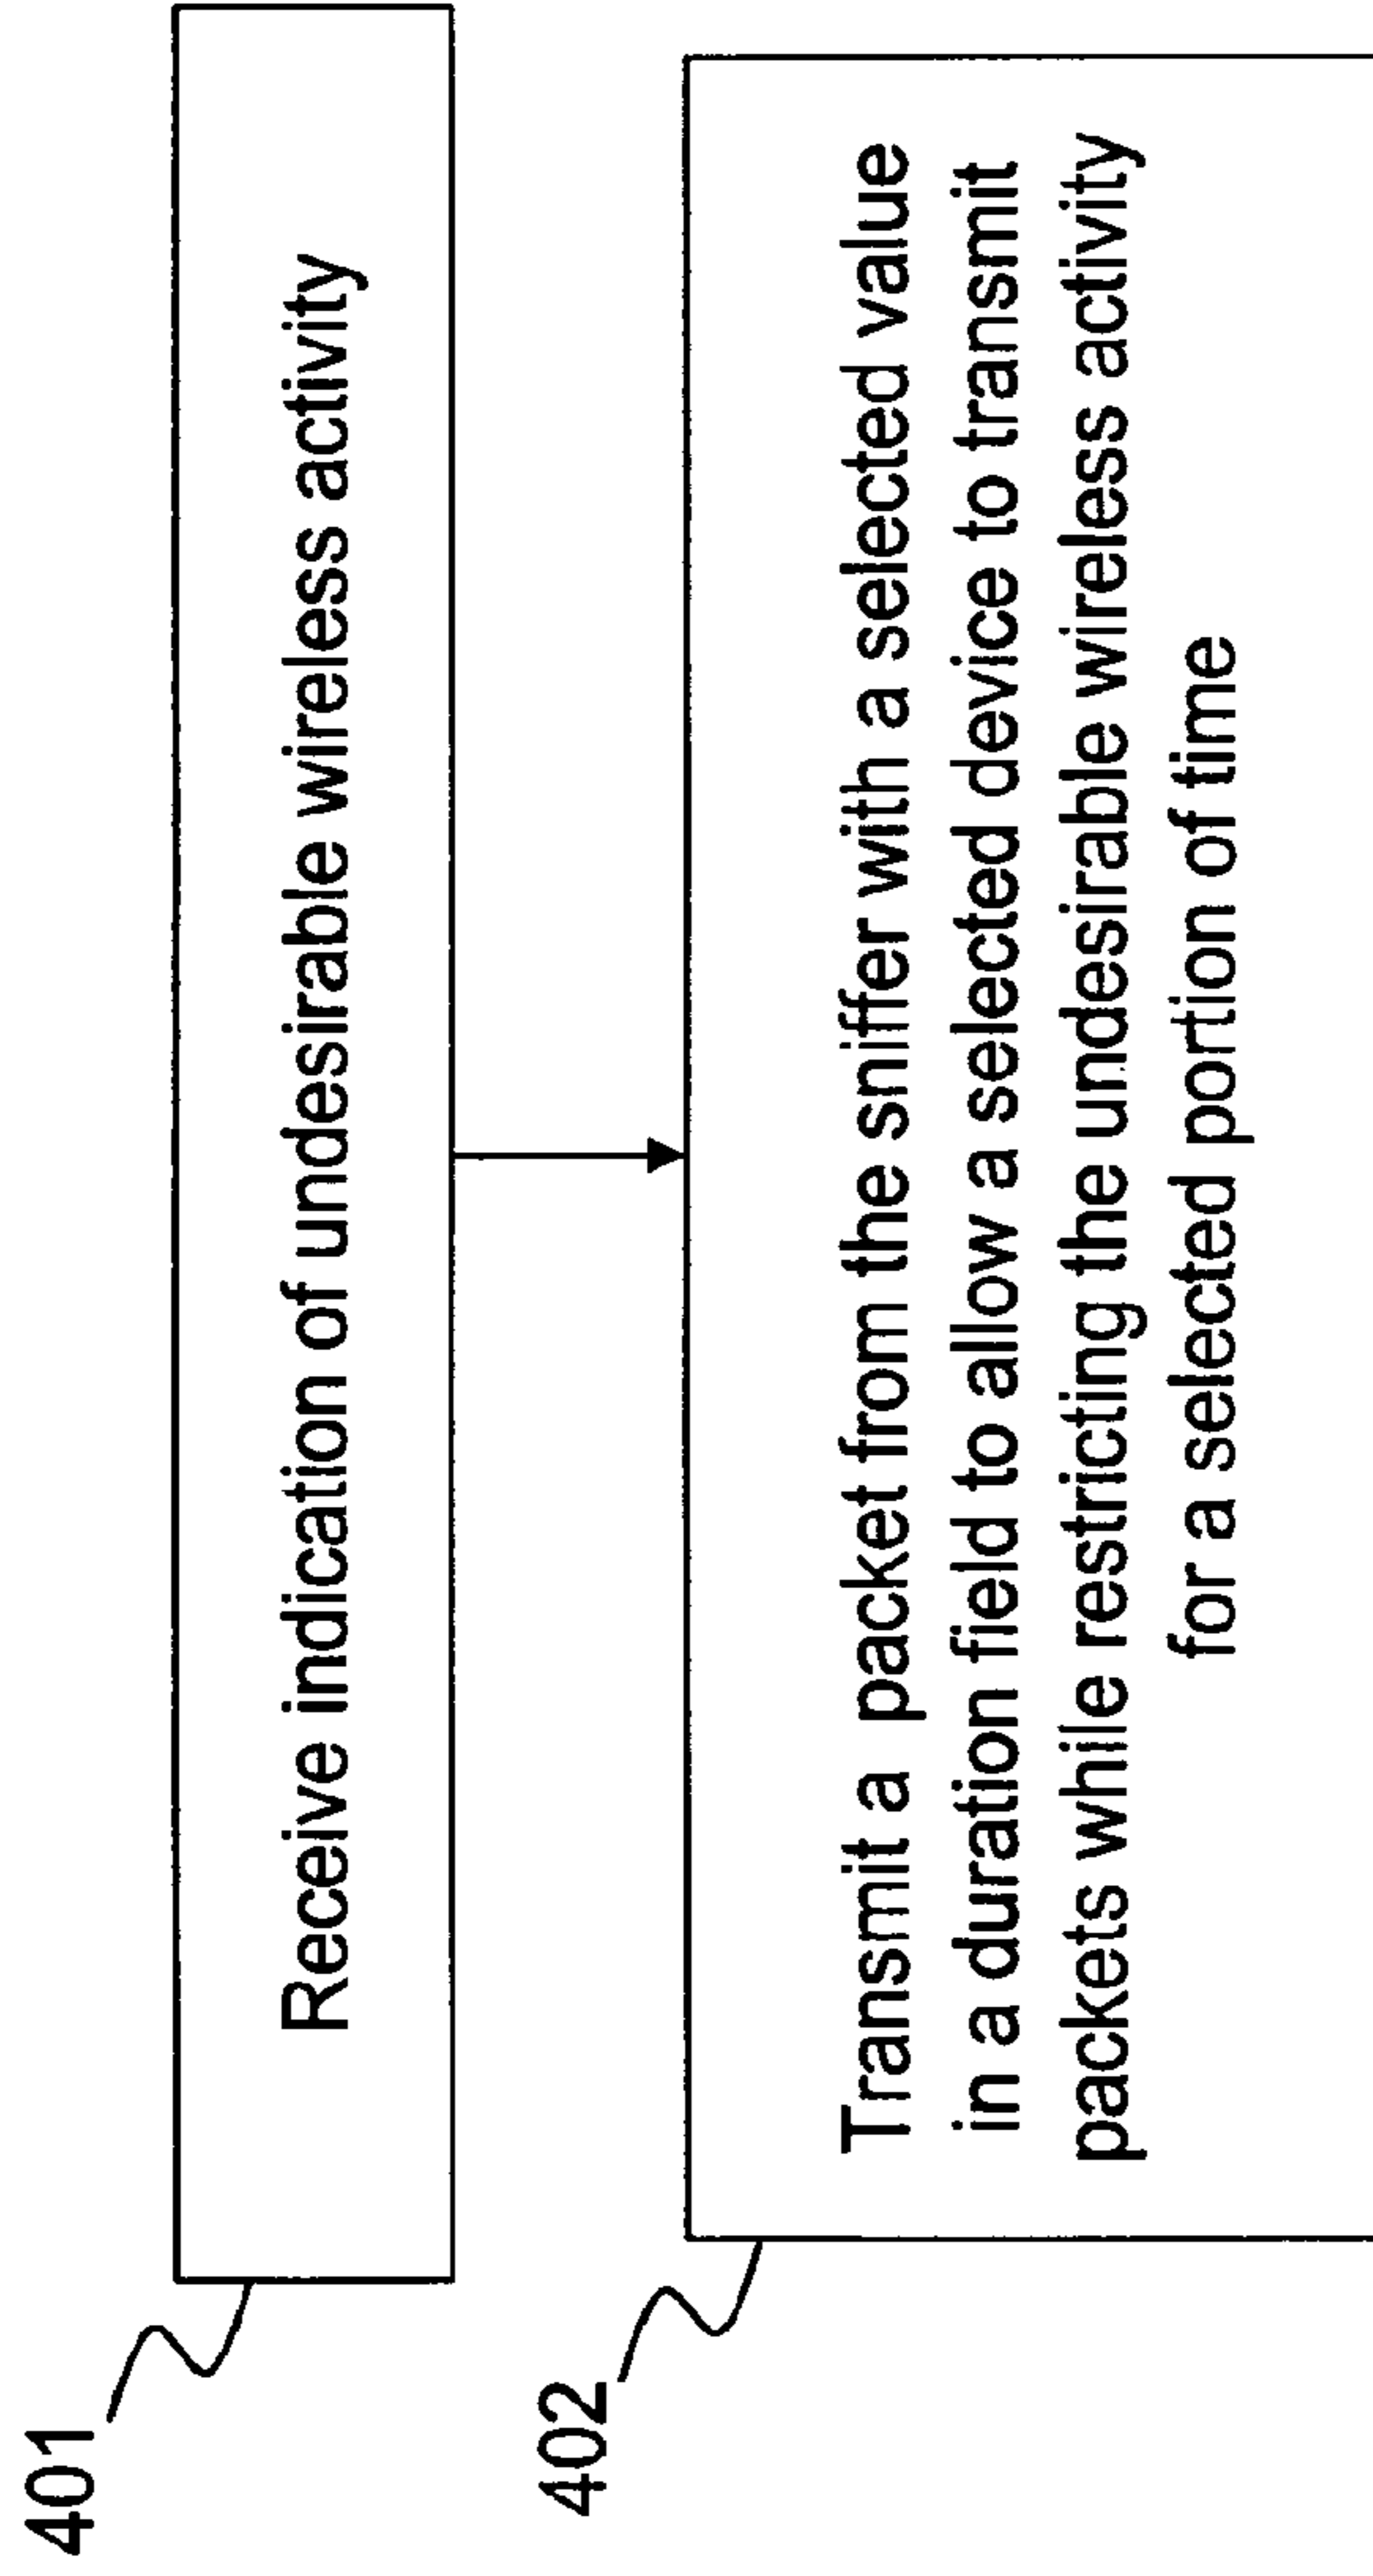 401
Receive indication of undesirable wireless activity
402
Transmit a packet from the sniffer with a selected value
in a duration field to allow a selected device to transmit
packets while restricting the undesirable wireless activity
for a selected portion of time